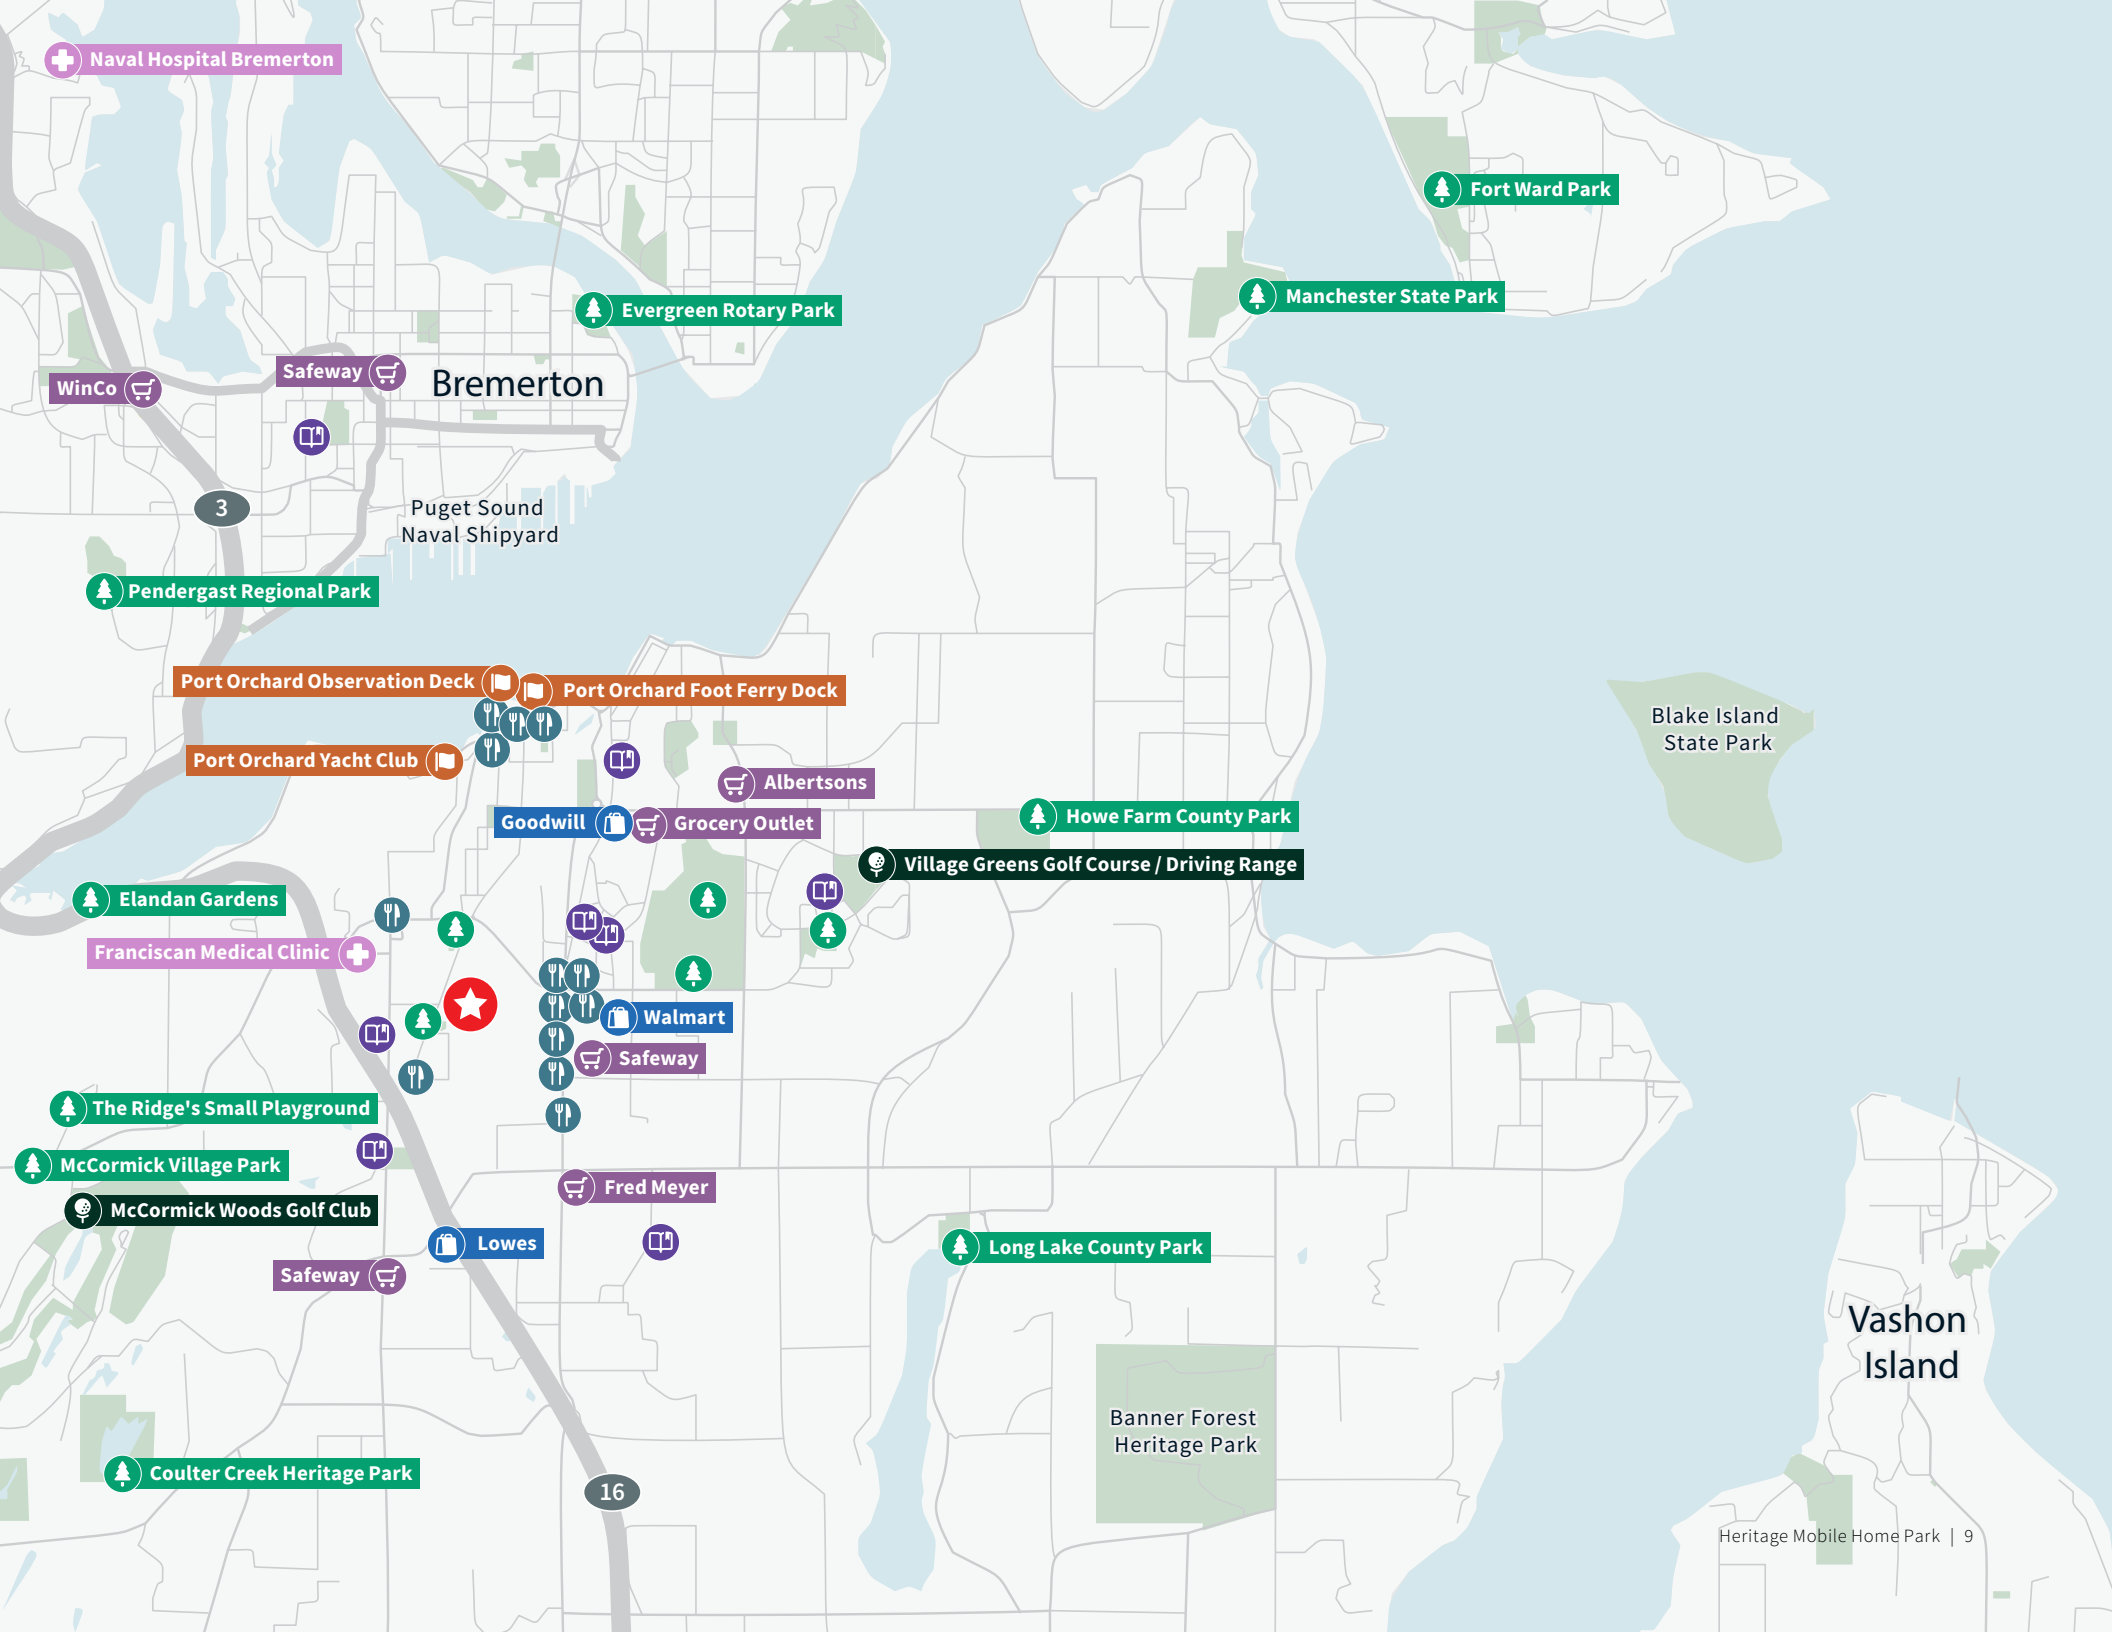 Naval Hospital Bremerton
Fort Ward Park
Manchester State Park
Evergreen Rotary Park
Safeway
WinCo
Bremerton
3
Puget Sound
Naval Shipyard
Pendergast Regional Park
Port Orchard Observation Deck
Port Orchard Foot Ferry Dock
Blake Island
State Park
Port Orchard Yacht Club
Albertsons
Goodwill
Grocery Outlet
Howe Farm County Park
Village Greens Golf Course / Driving Range
Elandan Gardens
Franciscan Medical Clinic
Walmart
Safeway
The Ridge's Small Playground
McCormick Village Park
Fred Meyer
McCormick Woods Golf Club
Lowes
Long Lake County Park
Safeway
Vashon
Island
Banner Forest
Heritage Park
Coulter Creek Heritage Park
16
Heritage Mobile Home Park | 9